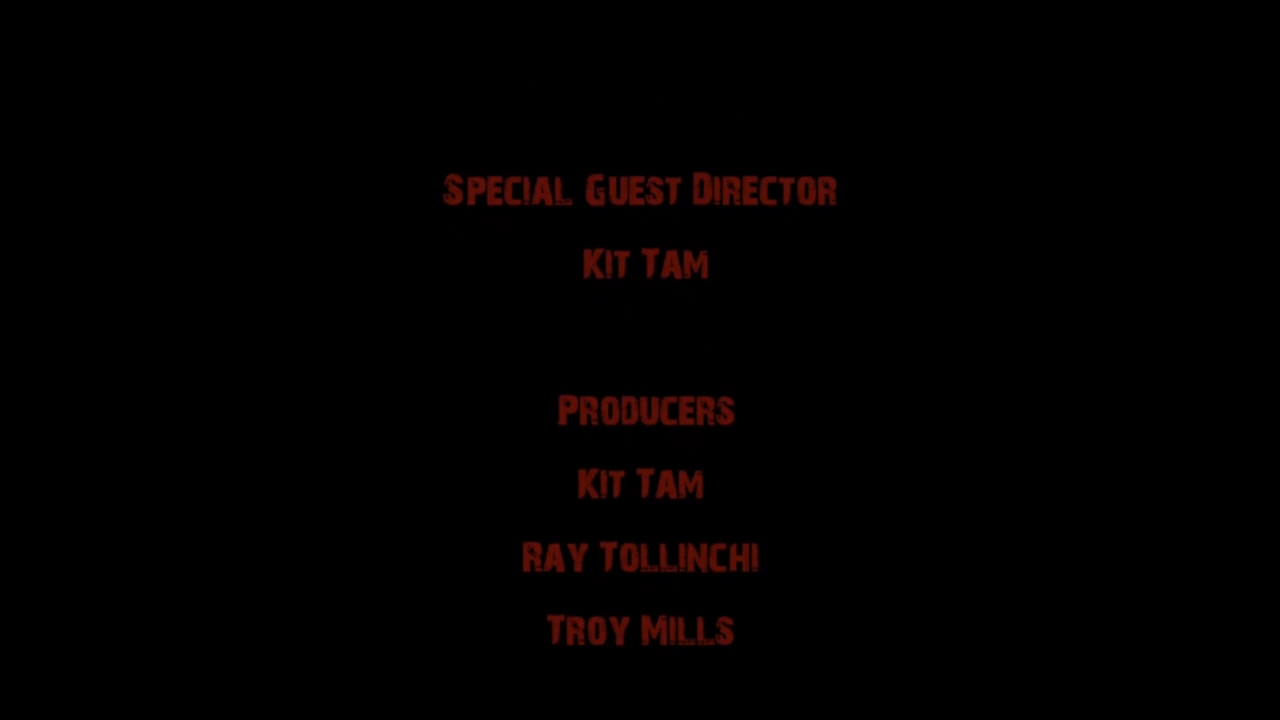 Special Guest Director
Kit Tam
Producers
Kit Tam
Ray Tollinchi
Troy Mills